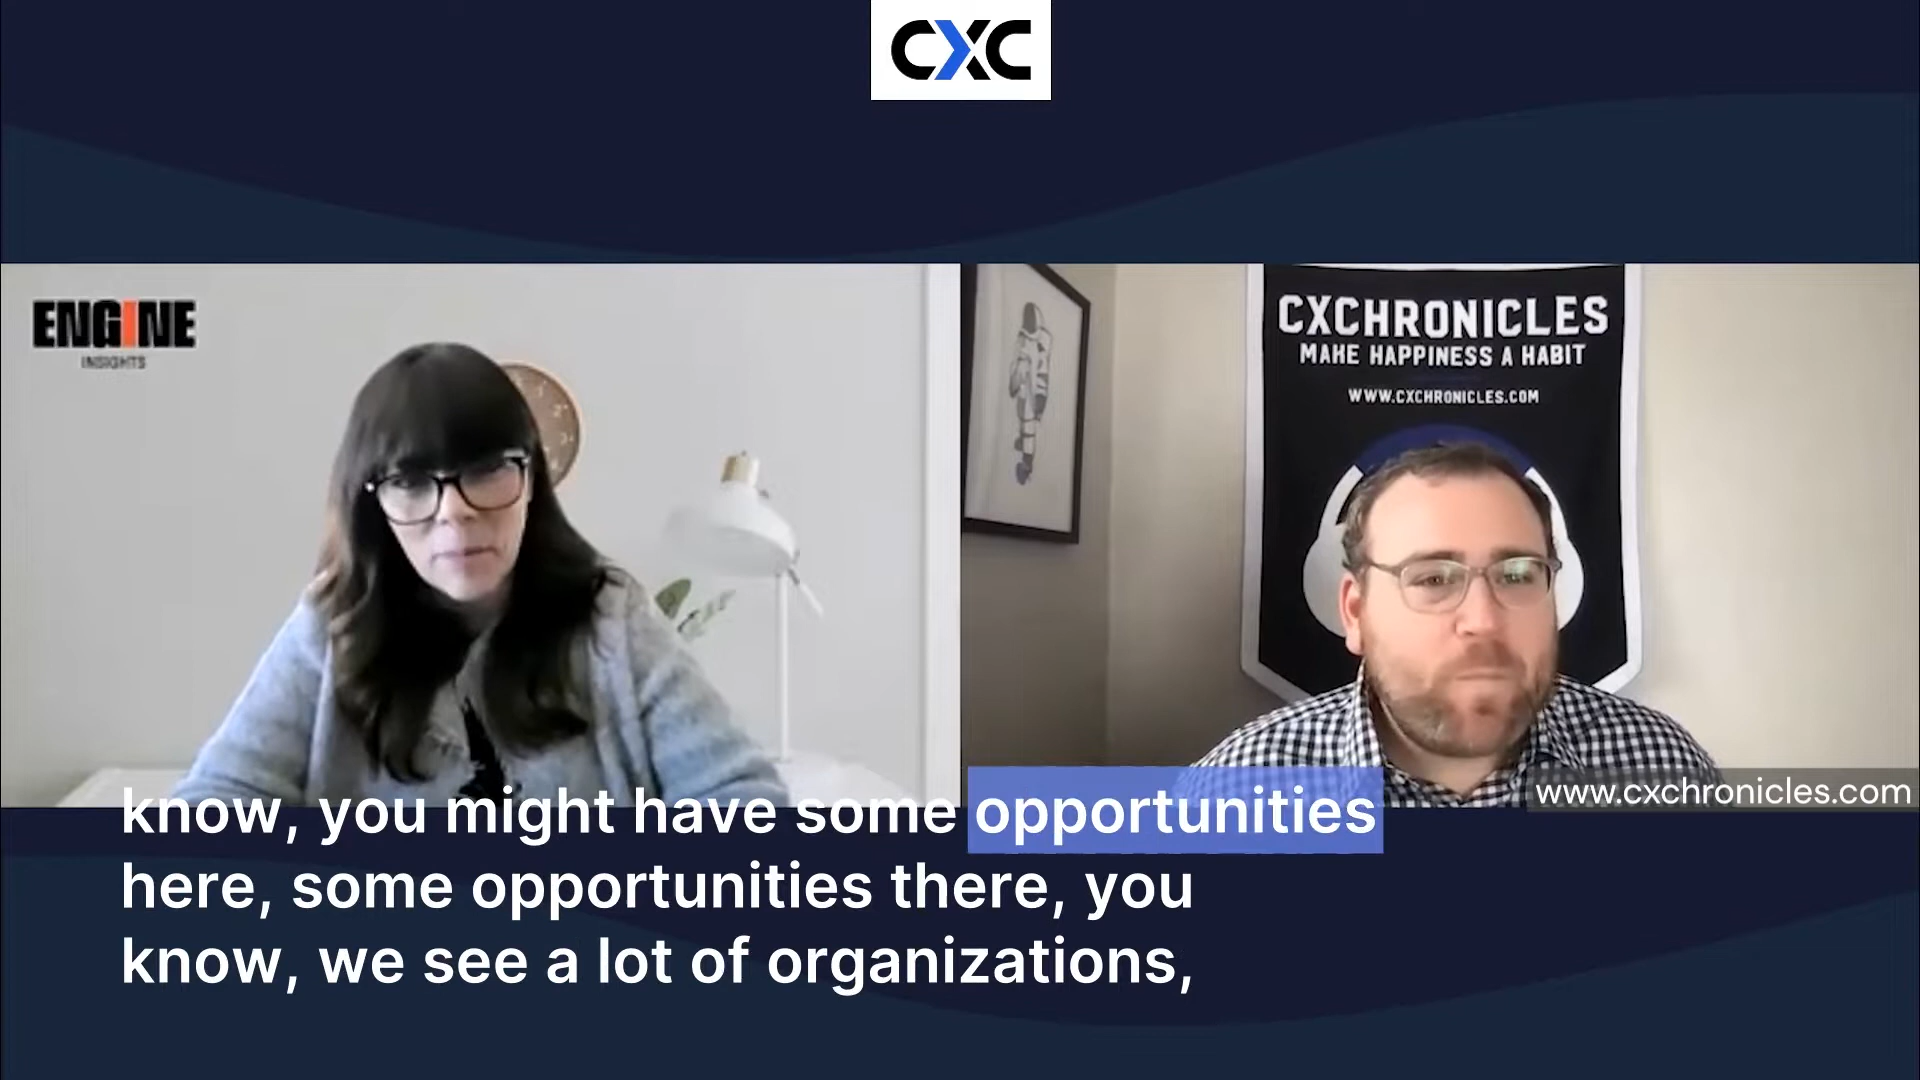 CXC
ENGINE
INSIGHTS
CXCHRONICLES
MAKE HAPPINESS A HABIT
WWW.CXCHRONICLES.COM
www.cxchronicles.com
know, you might have some opportunities
here, some opportunities there, you
know, we see a lot of organizations,